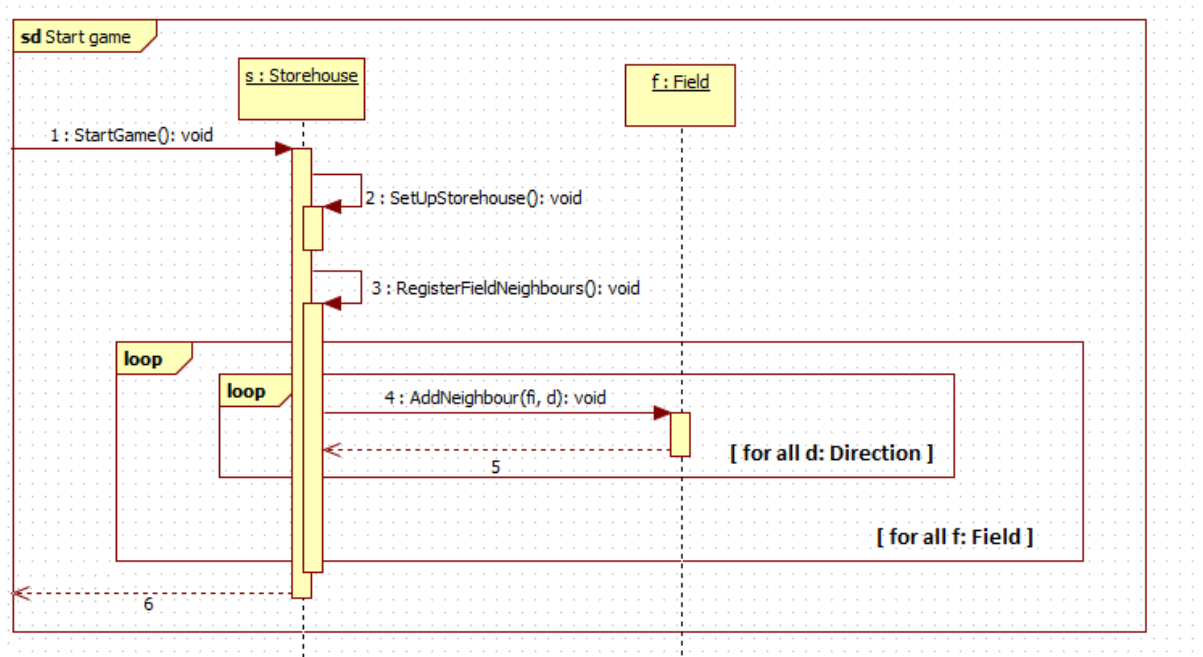 sd Start game
s : Storehouse
f : Field
1 : StartGame(): void
2 : SetUpStorehouse(): void
3 : RegisterFieldNeighbours(): void
loop
loop
4 : AddNeighbour(fi, d): void
[ for all d: Direction ]
5
[ for all f: Field ]
6